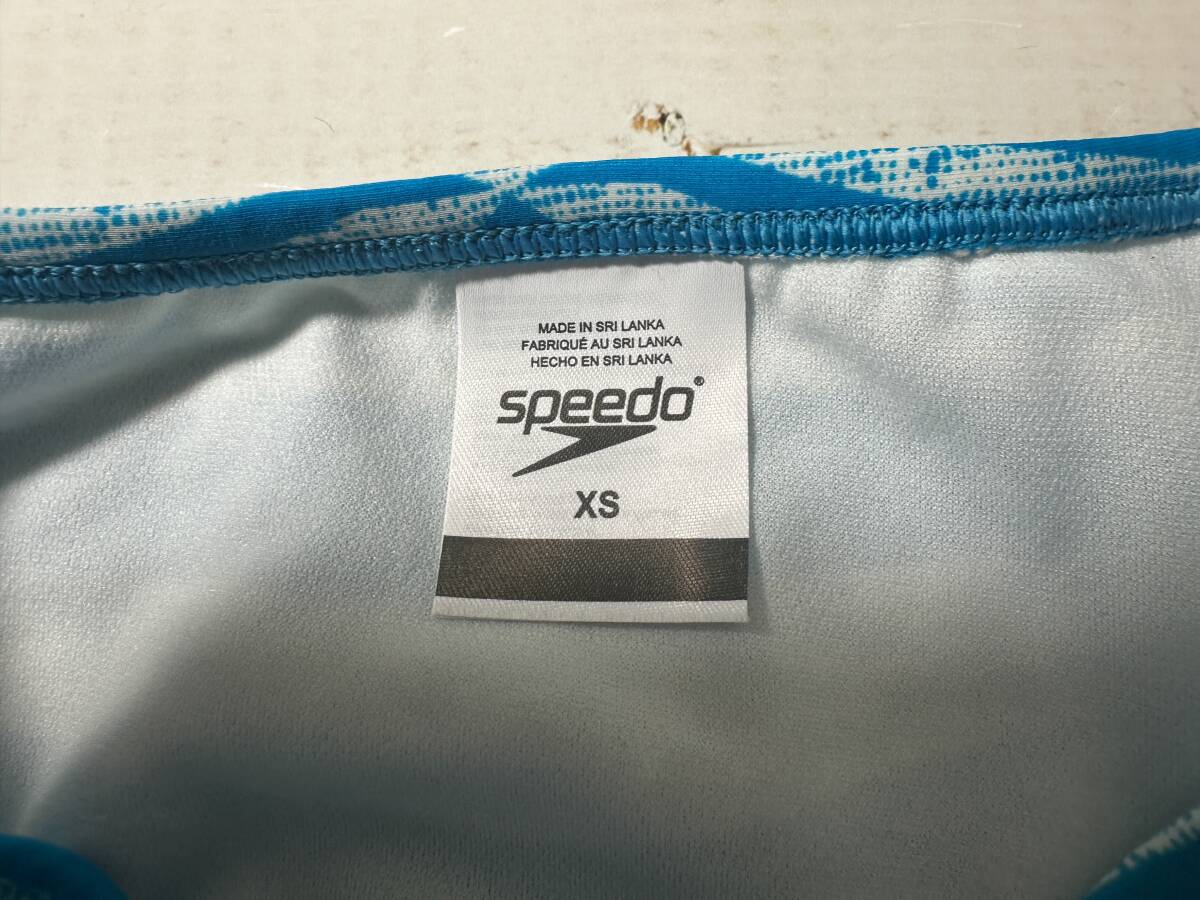 MADE IN SRI LANKA
FABRIQUÉ AU SRI LANKA
HECHO EN SRI LANKA
speedo®
XS